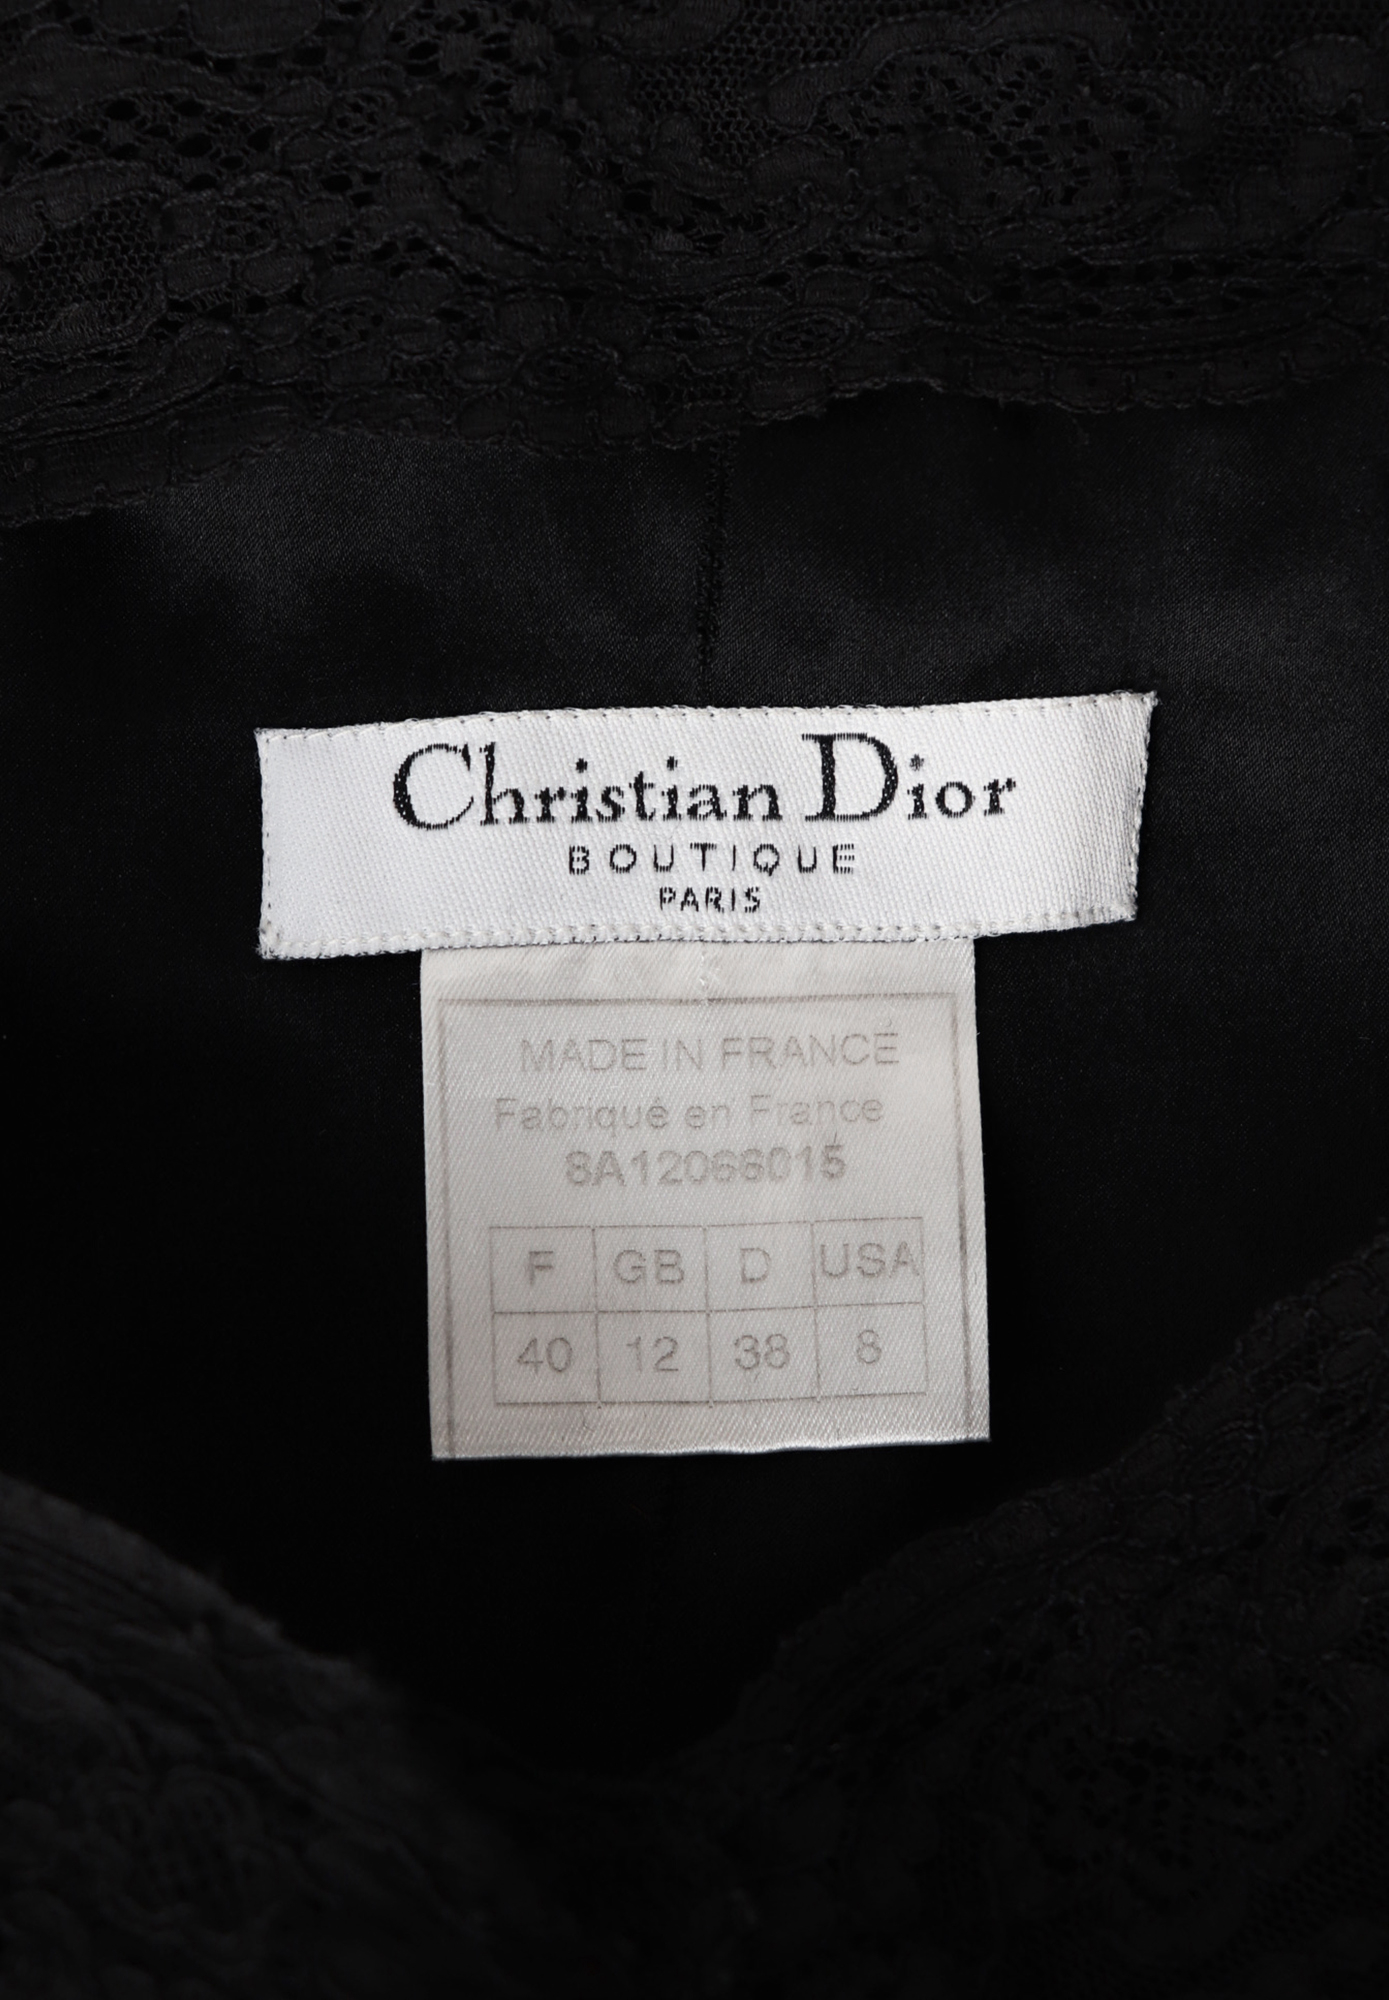 Christian Dior
BOUTIQUE
PARIS
MADE IN FRANCE
Fabriqué en France
8A12066015
F GB D USA
40 12 38 8